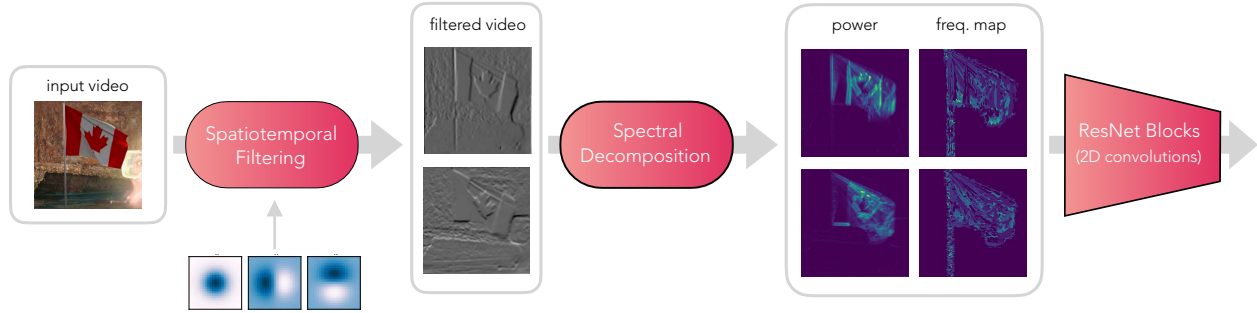 input video
Spatiotemporal
Filtering
filtered video
Spectral
Decomposition
power
freq. map
ResNet Blocks
(2D convolutions)